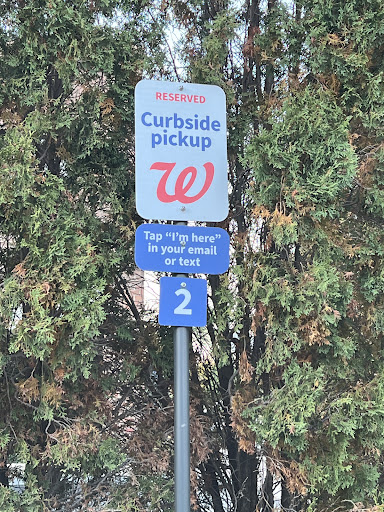 RESERVED
Curbside
pickup
W
Tap “I’m here”
in your email
or text
2